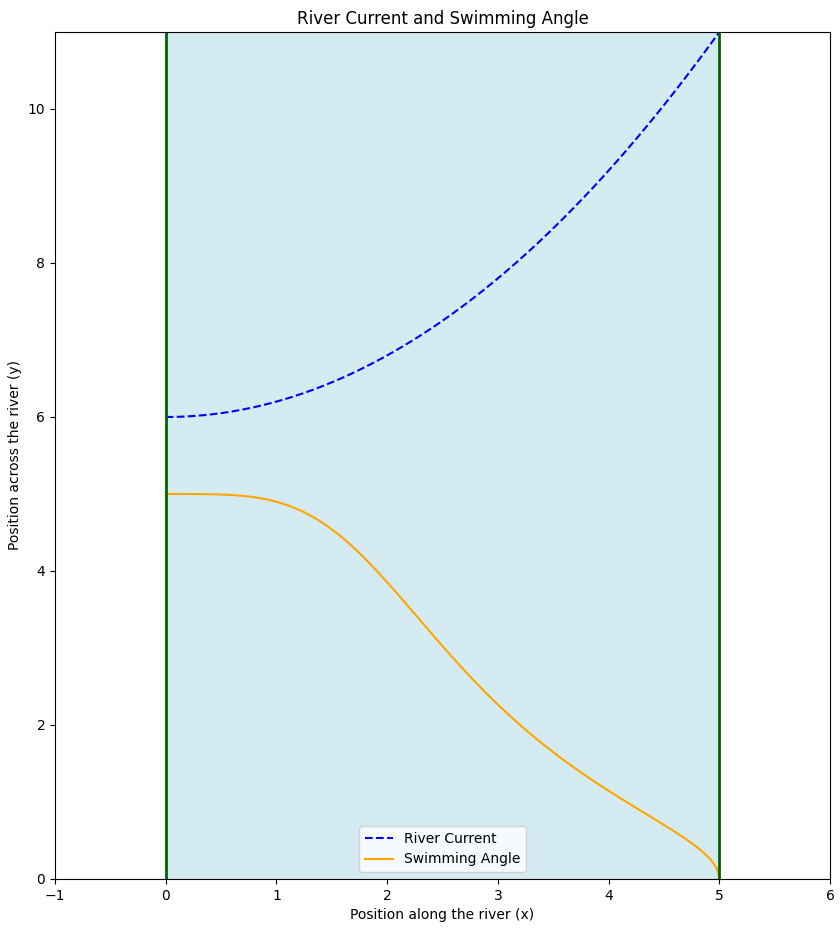 River Current and Swimming Angle
Position across the river (y)
10
8
6
4
2
0
River Current
Swimming Angle
−1 0 1 2 3 4 5 6
Position along the river (x)